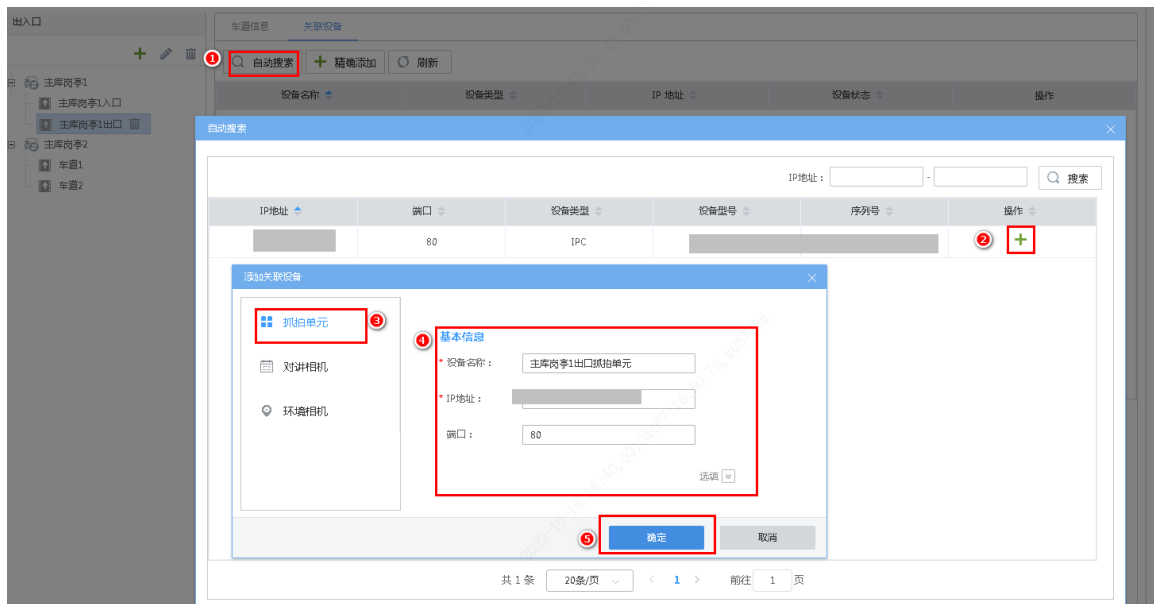 出入口
车道信息 关联设备
1 自动搜索 精确添加 刷新
设备名称 设备类型 IP 地址 设备状态 操作
主库岗亭1
主库岗亭1入口
主库岗亭1出口
主库岗亭2
车道1
车道2
自动搜索
IP地址： - 搜索
IP地址 端口 设备类型 设备型号 序列号 操作
80 IPC 2
添加关联设备
抓拍单元 3
对讲相机
环境相机
4 基本信息
* 设备名称： 主库岗亭1出口抓拍单元
* IP地址：
端口： 80
选填
5 确定 取消
共 1 条 20条/页 < 1 > 前往 1 页